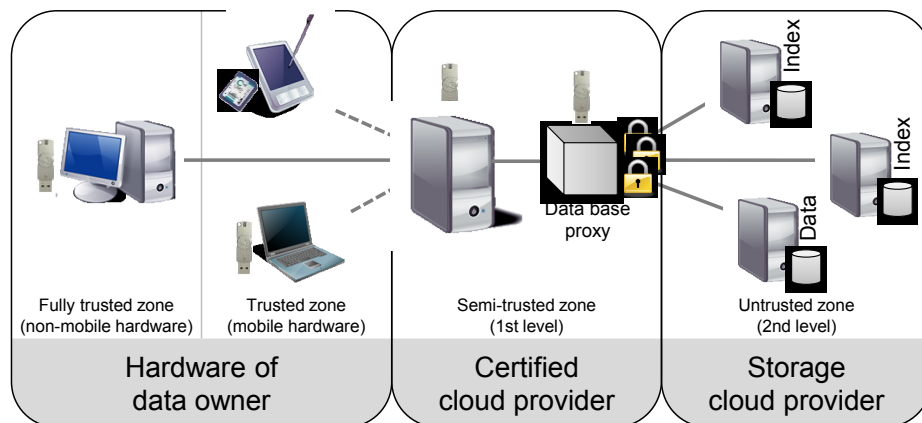 Index
Index
Data
Data base
proxy
Fully trusted zone
(non-mobile hardware)
Trusted zone
(mobile hardware)
Semi-trusted zone
(1st level)
Untrusted zone
(2nd level)
Hardware of
data owner
Certified
cloud provider
Storage
cloud provider